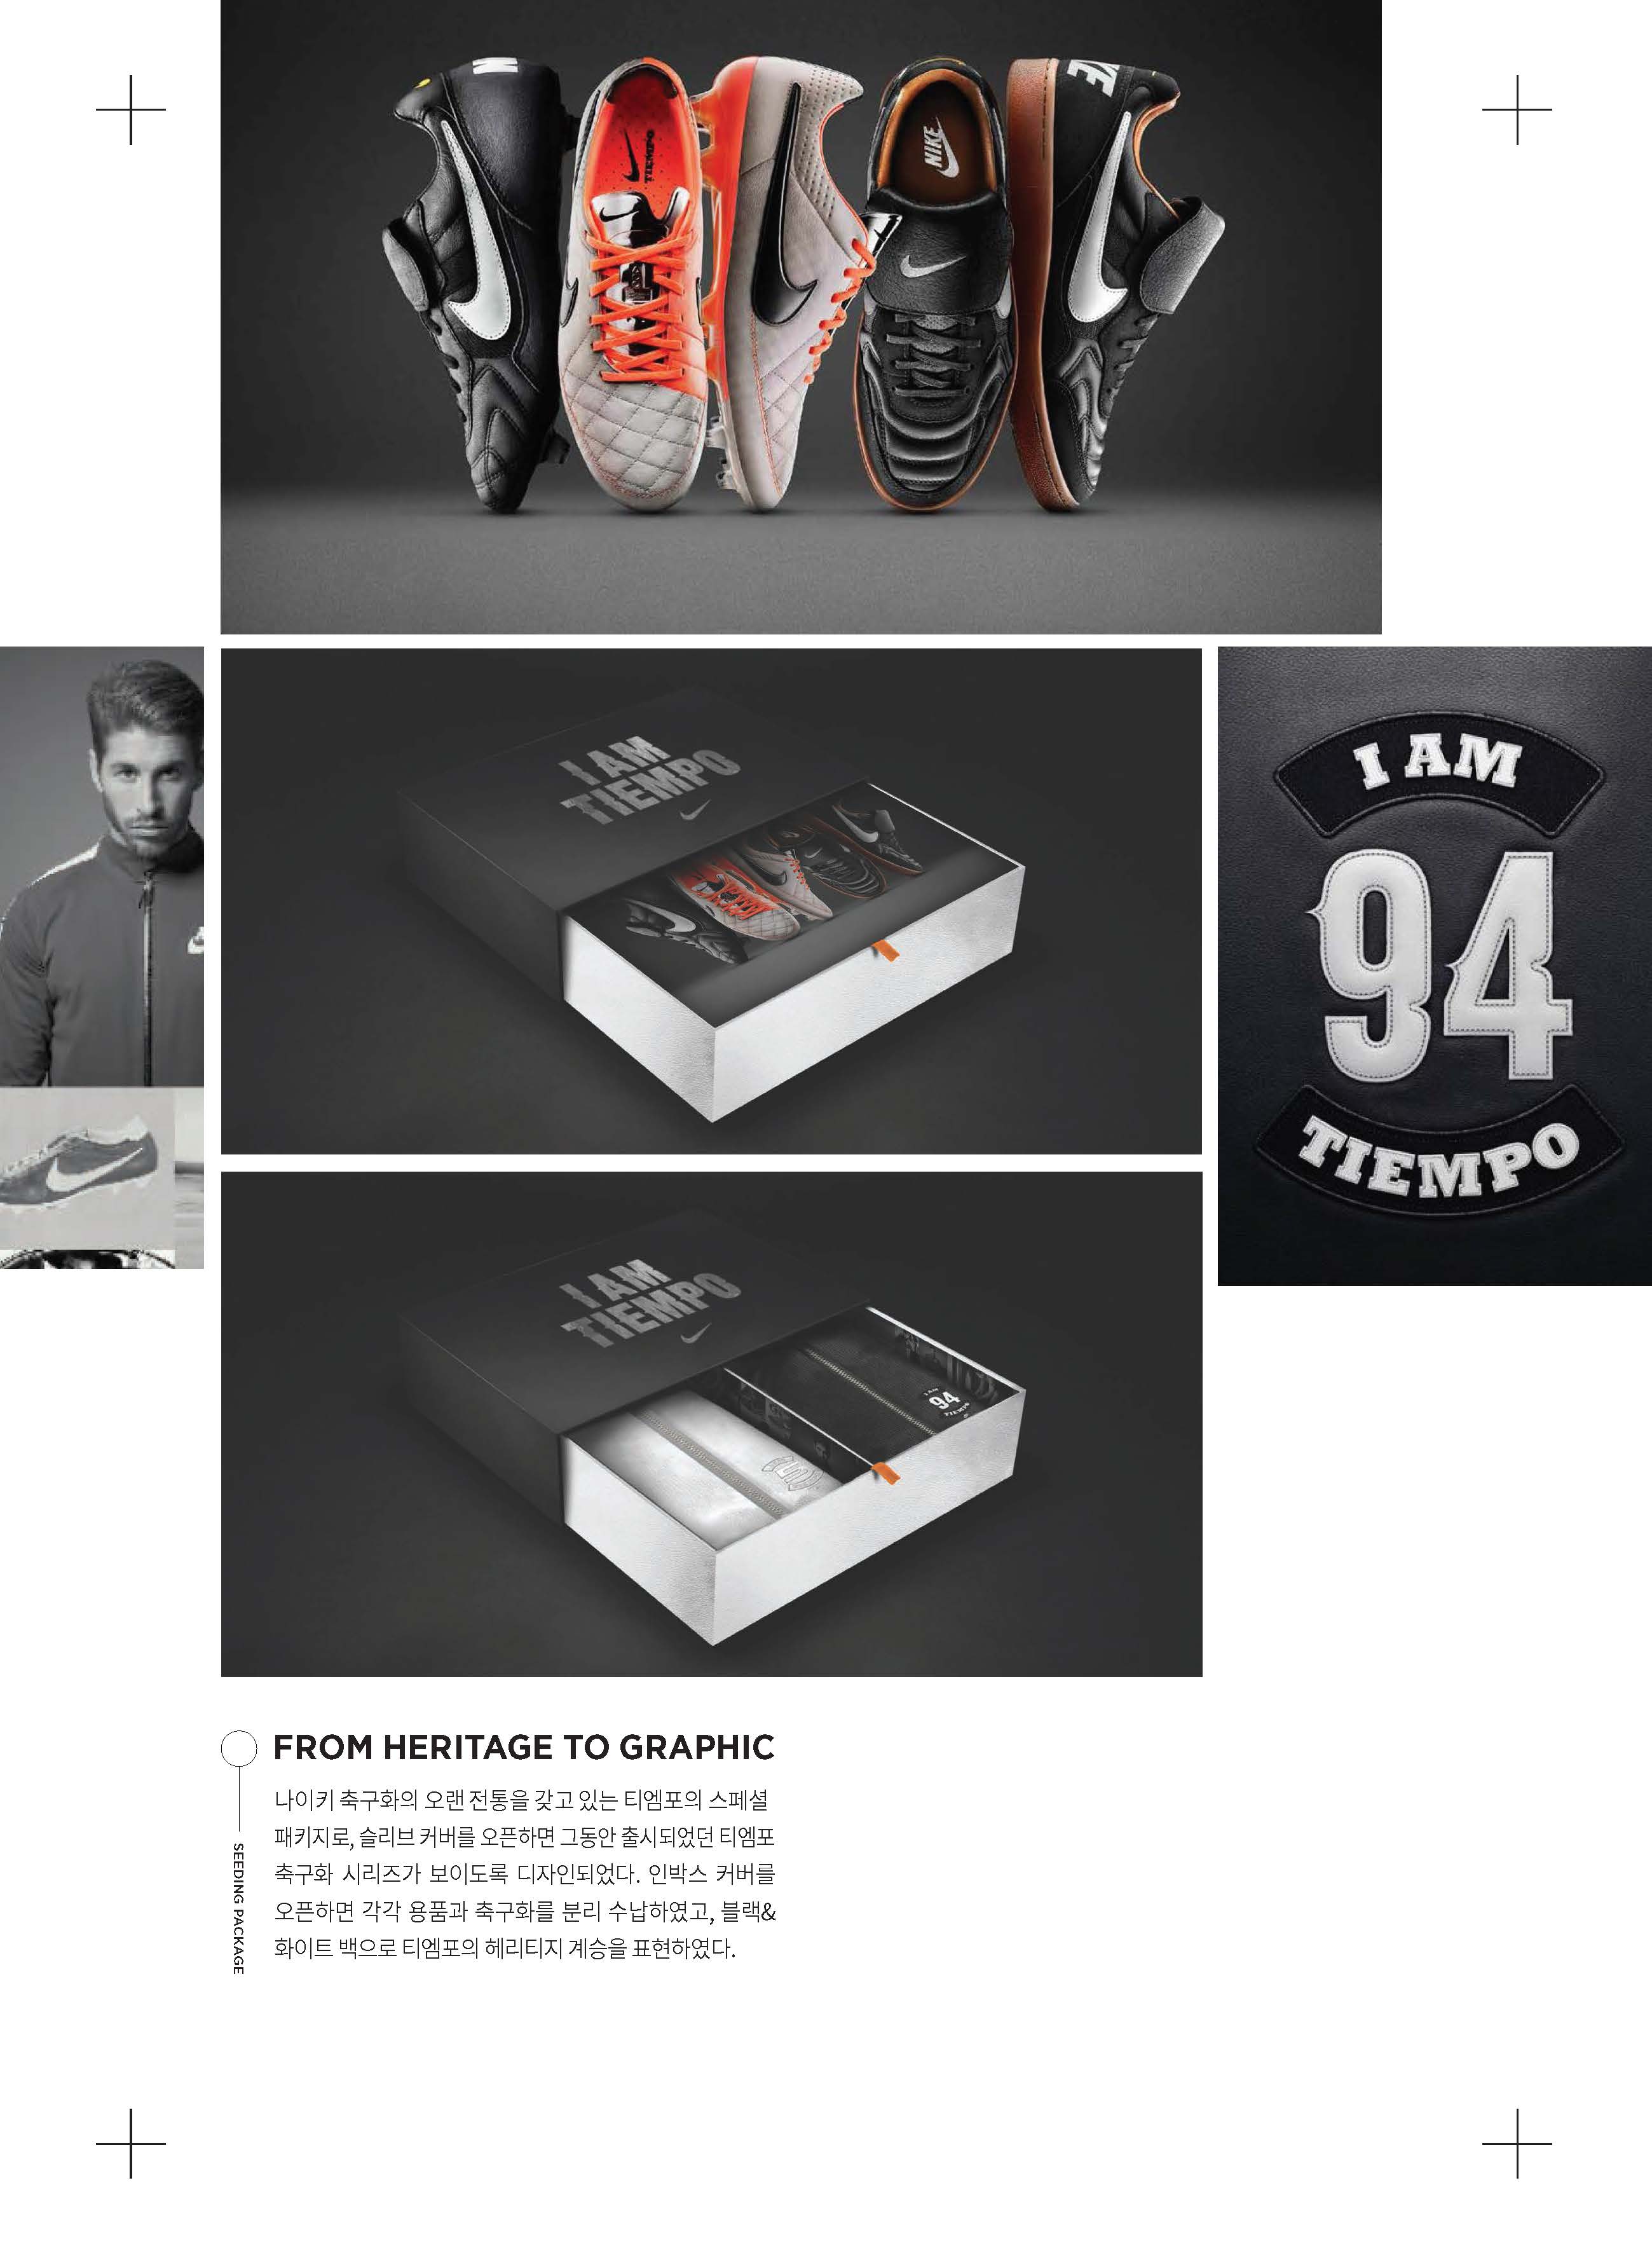 NIKE
TIEMPO
I AM
TIEMPO
I AM
94
TIEMPO
I AM
TIEMPO
I AM
94
TIEMPO
FROM HERITAGE TO GRAPHIC
나이키 축구화의 오랜 전통을 갖고 있는 티엠포의 스페셜
패키지로, 슬리브 커버를 오픈하면 그동안 출시되었던 티엠포
축구화 시리즈가 보이도록 디자인되었다. 인박스 커버를
오픈하면 각각 용품과 축구화를 분리 수납하였고, 블랙&
화이트 백으로 티엠포의 헤리티지 계승을 표현하였다.
SEEDING PACKAGE